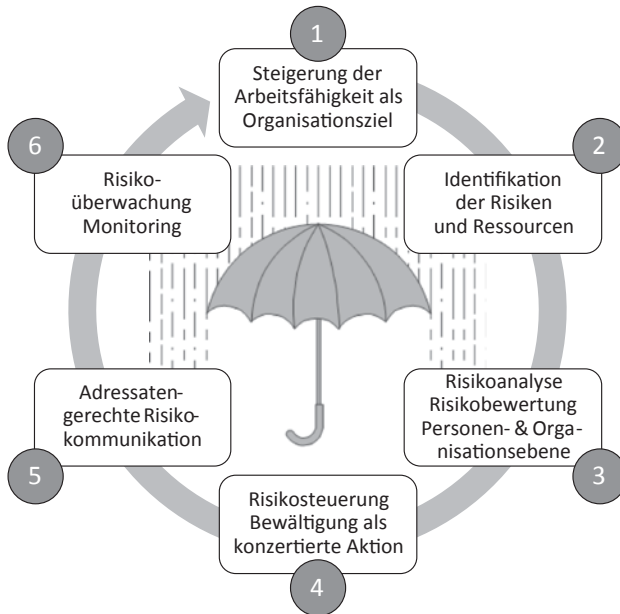 1
Steigerung der
Arbeitsfähigkeit als
Organisationsziel
2
Identifikation
der Risiken
und Ressourcen
Risikoanalyse
Risikobewertung
Personen- & Orga-
nisationsebene
3
Risikosteuerung
Bewältigung als
konzertierte Aktion
4
Adressaten-
gerechte Risiko-
kommunikation
5
6
Risiko-
überwachung
Monitoring